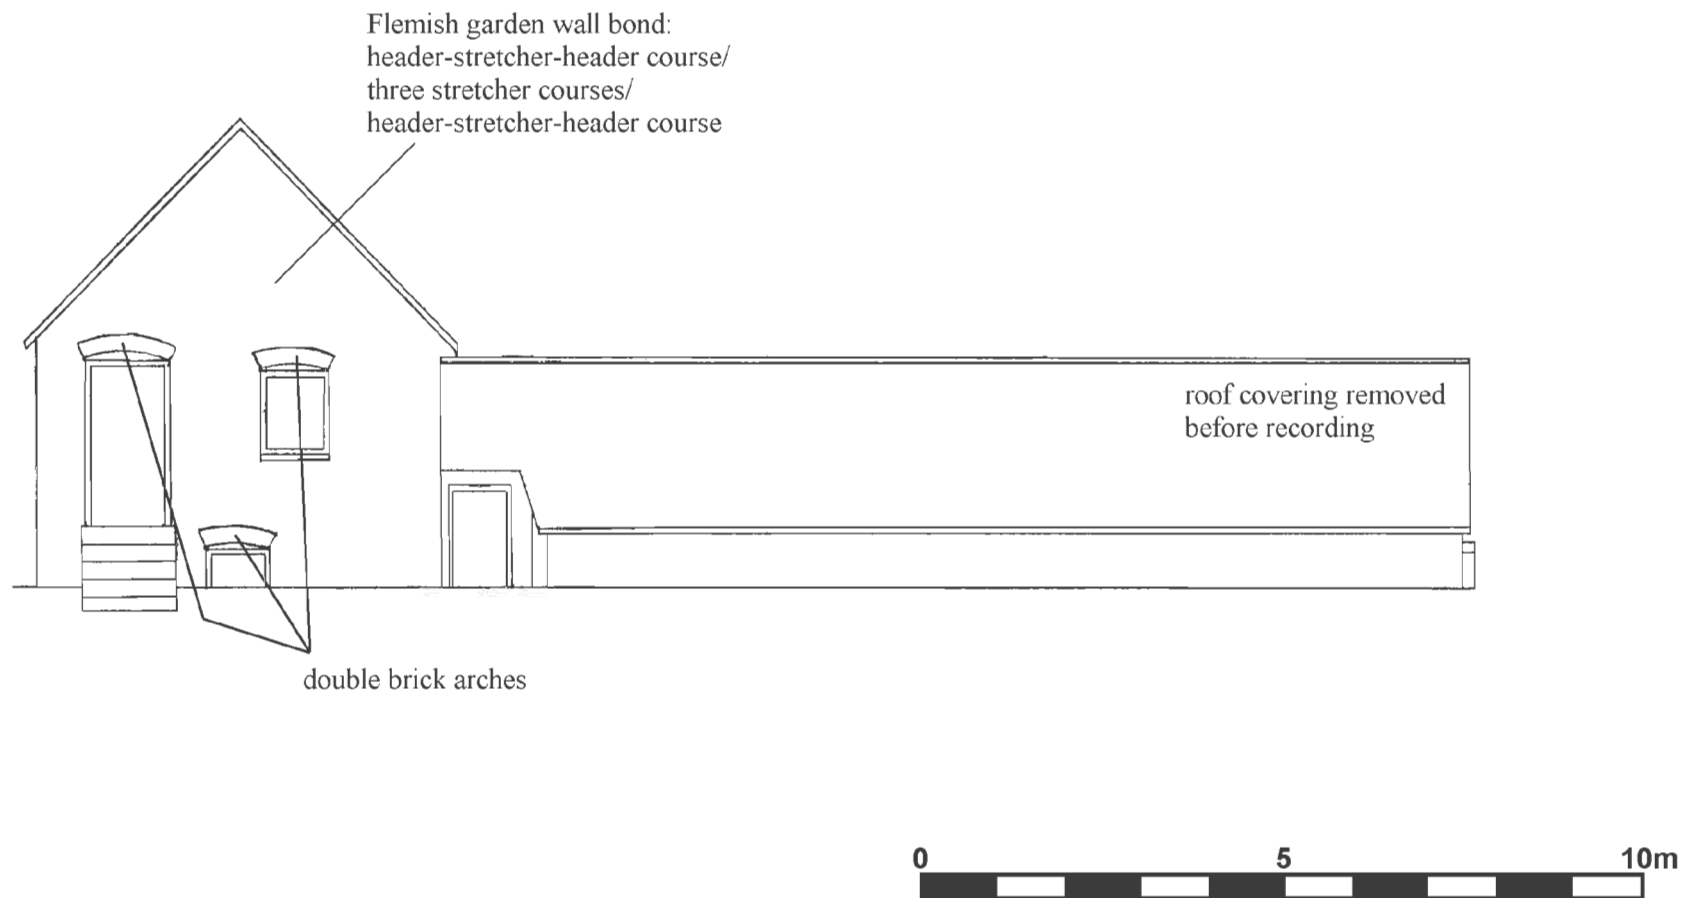 Flemish garden wall bond:
header-stretcher-header course/
three stretcher courses/
header-stretcher-header course
roof covering removed
before recording
double brick arches
0 5 10m